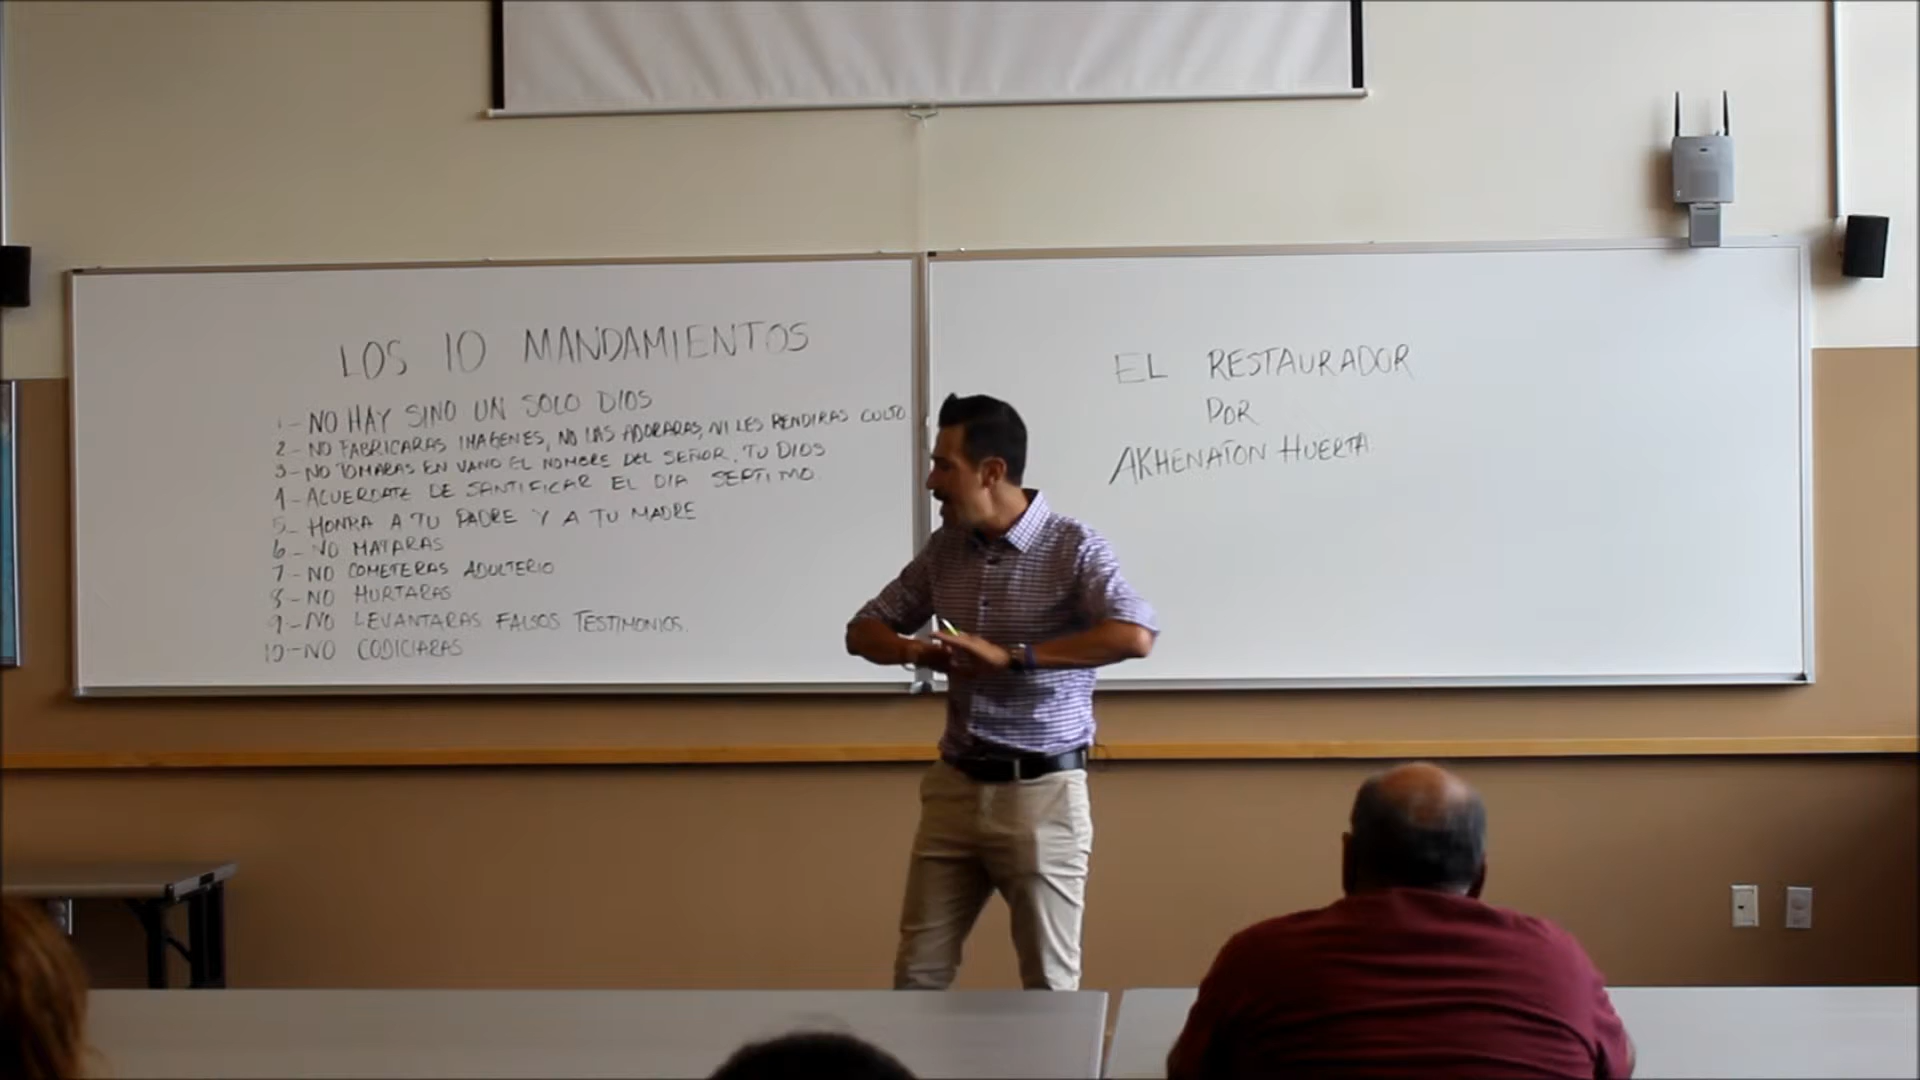 LOS 10 MANDAMIENTOS
1- NO HAY SINO UN SOLO DIOS
2- NO FABRICARAS IMAGENES, NO LAS ADORARAS, NI LES RENDIRAS CULTO
3- NO TOMARAS EN VANO EL NOMBRE DEL SEÑOR, TU DIOS
4- ACUERDATE DE SANTIFICAR EL DIA SEPTIMO.
5- HONRA A TU PADRE Y A TU MADRE
6- NO MATARAS
7- NO COMETERAS ADULTERIO
8- NO HURTARAS
9- NO LEVANTARAS FALSOS TESTIMONIOS.
10- NO CODICIARAS
EL RESTAURADOR
POR
AKHENATON HUERTA